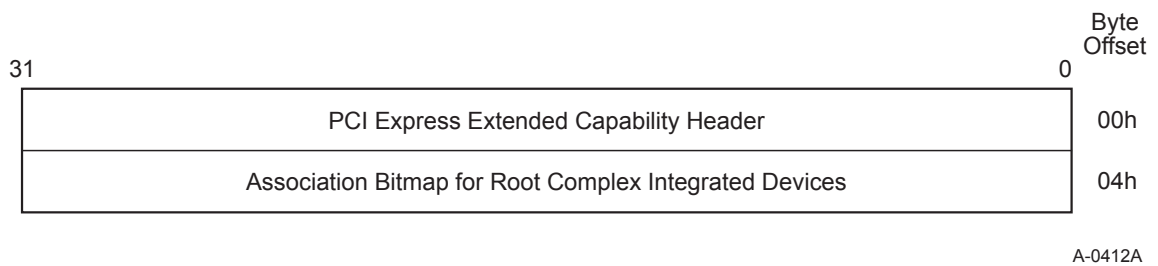 Byte
Offset
31 0
PCI Express Extended Capability Header 00h
Association Bitmap for Root Complex Integrated Devices 04h
A-0412A